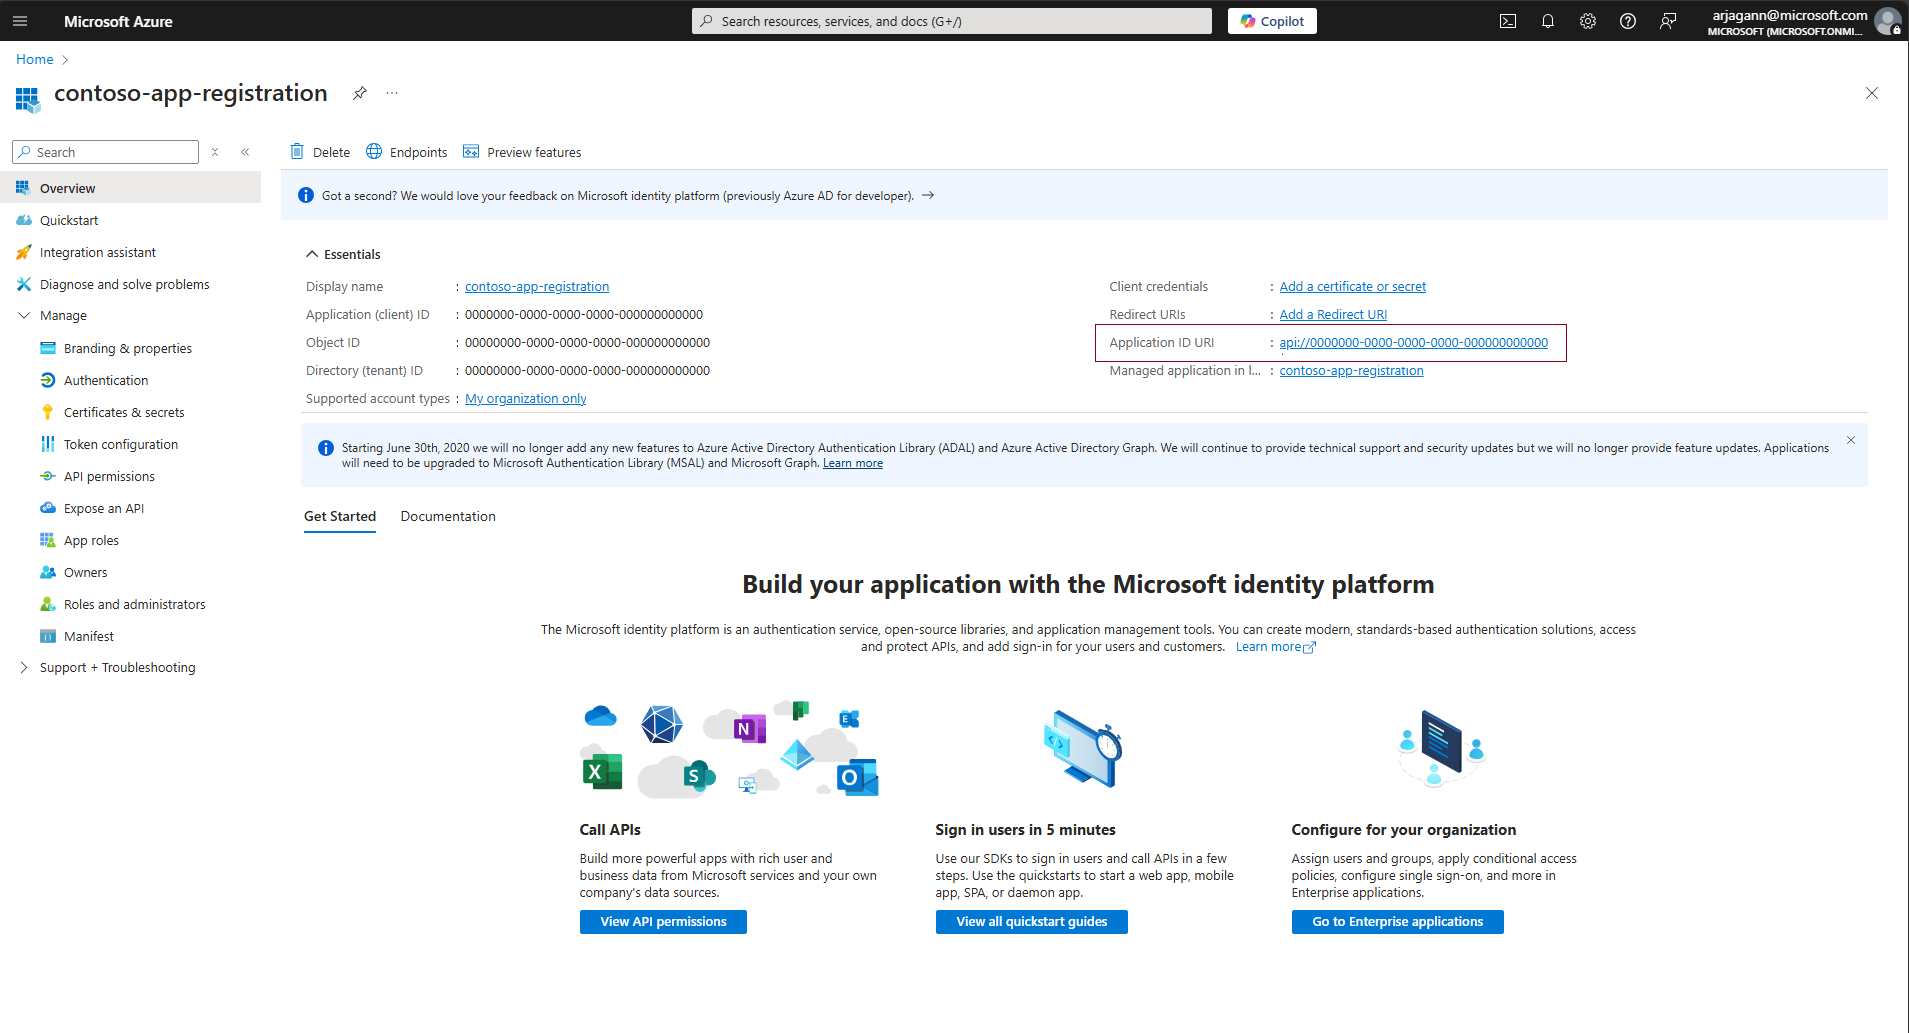 Microsoft Azure
Search resources, services, and docs (G+/)
Copilot
arjagann@microsoft.com
MICROSOFT (MICROSOFT.ONMI...
Home
contoso-app-registration
Search
Delete
Endpoints
Preview features
Overview
Quickstart
Integration assistant
Diagnose and solve problems
Manage
Branding & properties
Authentication
Certificates & secrets
Token configuration
API permissions
Expose an API
App roles
Owners
Roles and administrators
Manifest
Support + Troubleshooting
Got a second? We would love your feedback on Microsoft identity platform (previously Azure AD for developer).
Essentials
Display name : contoso-app-registration
Application (client) ID : 0000000-0000-0000-0000-000000000000
Object ID : 00000000-0000-0000-0000-000000000000
Directory (tenant) ID : 00000000-0000-0000-0000-000000000000
Supported account types : My organization only
Client credentials : Add a certificate or secret
Redirect URIs : Add a Redirect URI
Application ID URI : api://0000000-0000-0000-0000-000000000000
Managed application in l... : contoso-app-registration
Starting June 30th, 2020 we will no longer add any new features to Azure Active Directory Authentication Library (ADAL) and Azure Active Directory Graph. We will continue to provide technical support and security updates but we will no longer provide feature updates. Applications
will need to be upgraded to Microsoft Authentication Library (MSAL) and Microsoft Graph. Learn more
Get Started
Documentation
Build your application with the Microsoft identity platform
The Microsoft identity platform is an authentication service, open-source libraries, and application management tools. You can create modern, standards-based authentication solutions, access
and protect APIs, and add sign-in for your users and customers. Learn more
N
E
X
S
O
Call APIs
Build more powerful apps with rich user and
business data from Microsoft services and your own
company's data sources.
View API permissions
Sign in users in 5 minutes
Use our SDKs to sign in users and call APIs in a few
steps. Use the quickstarts to start a web app, mobile
app, SPA, or daemon app.
View all quickstart guides
Configure for your organization
Assign users and groups, apply conditional access
policies, configure single sign-on, and more in
Enterprise applications.
Go to Enterprise applications